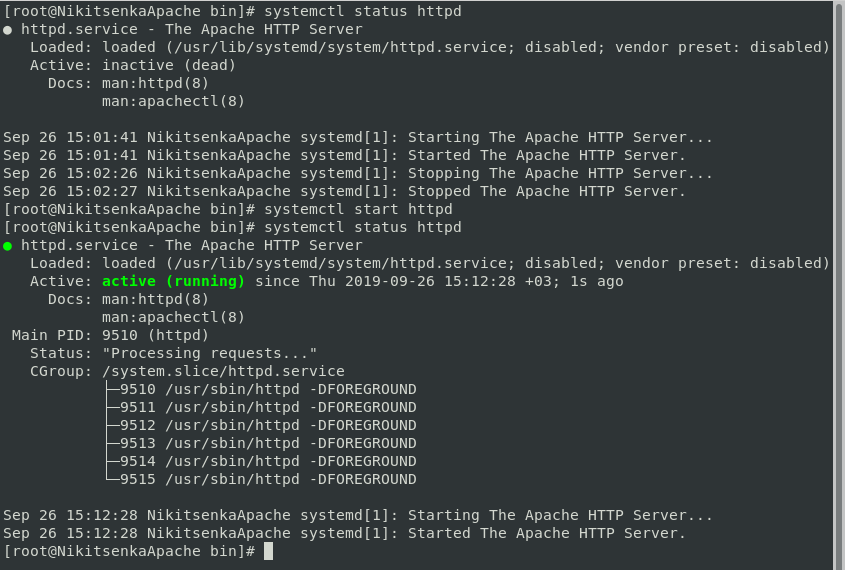 [root@NikitsenkaApache bin]# systemctl status httpd
● httpd.service - The Apache HTTP Server
   Loaded: loaded (/usr/lib/systemd/system/httpd.service; disabled; vendor preset: disabled)
   Active: inactive (dead)
     Docs: man:httpd(8)
           man:apachectl(8)

Sep 26 15:01:41 NikitsenkaApache systemd[1]: Starting The Apache HTTP Server...
Sep 26 15:01:41 NikitsenkaApache systemd[1]: Started The Apache HTTP Server.
Sep 26 15:02:26 NikitsenkaApache systemd[1]: Stopping The Apache HTTP Server...
Sep 26 15:02:27 NikitsenkaApache systemd[1]: Stopped The Apache HTTP Server.
[root@NikitsenkaApache bin]# systemctl start httpd
[root@NikitsenkaApache bin]# systemctl status httpd
● httpd.service - The Apache HTTP Server
   Loaded: loaded (/usr/lib/systemd/system/httpd.service; disabled; vendor preset: disabled)
   Active: active (running) since Thu 2019-09-26 15:12:28 +03; 1s ago
     Docs: man:httpd(8)
           man:apachectl(8)
 Main PID: 9510 (httpd)
   Status: "Processing requests..."
   CGroup: /system.slice/httpd.service
           ├─9510 /usr/sbin/httpd -DFOREGROUND
           ├─9511 /usr/sbin/httpd -DFOREGROUND
           ├─9512 /usr/sbin/httpd -DFOREGROUND
           ├─9513 /usr/sbin/httpd -DFOREGROUND
           ├─9514 /usr/sbin/httpd -DFOREGROUND
           └─9515 /usr/sbin/httpd -DFOREGROUND

Sep 26 15:12:28 NikitsenkaApache systemd[1]: Starting The Apache HTTP Server...
Sep 26 15:12:28 NikitsenkaApache systemd[1]: Started The Apache HTTP Server.
[root@NikitsenkaApache bin]#